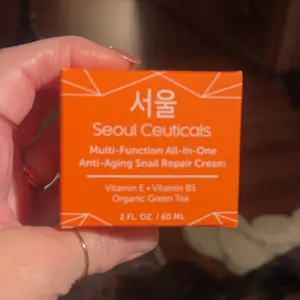 서울
Seoul Ceuticals
Multi-Function All-In-One
Anti-Aging Snail Repair Cream
Vitamin E • Vitamin B5
Organic Green Tea
2 FL. OZ. / 60 ML